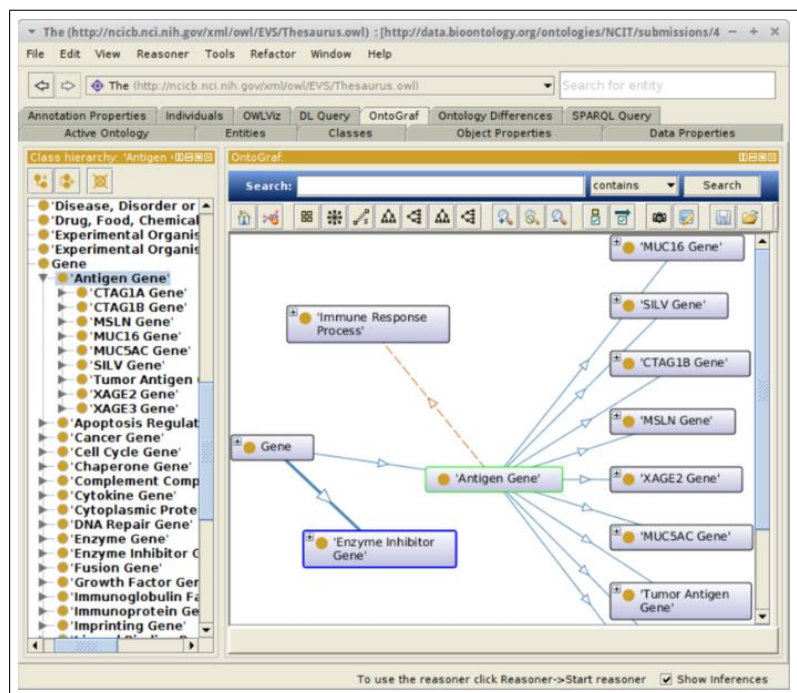 The (http://ncicb.nci.nih.gov/xml/owl/EVS/Thesaurus.owl) : [http://data.bioontology.org/ontologies/NCIT/submissions/4
File Edit View Reasoner Tools Refactor Window Help
The (http://ncicb.nci.nih.gov/xml/owl/EVS/Thesaurus.owl) Search for entity
Annotation Properties Individuals OWLViz DL Query OntoGraf Ontology Differences SPARQL Query
Active Ontology Entities Classes Object Properties Data Properties
Class hierarchy: 'Antigen
'Disease, Disorder or
'Drug, Food, Chemical
'Experimental Organis
'Experimental Organis
Gene
'Antigen Gene'
'CTAG1A Gene'
'CTAG1B Gene'
'MSLN Gene'
'MUC16 Gene'
'MUC5AC Gene'
'SILV Gene'
'Tumor Antigen
'XAGE2 Gene'
'XAGE3 Gene'
'Apoptosis Regulat
'Cancer Gene'
'Cell Cycle Gene'
'Chaperone Gene'
'Complement Comp
'Cytokine Gene'
'Cytoplasmic Prote
'DNA Repair Gene'
'Enzyme Gene'
'Enzyme Inhibitor G
'Fusion Gene'
'Growth Factor Ger
'Immunoglobulin Fa
'Immunoprotein Ge
'Imprinting Gene'
OntoGraf:
Search: contains Search
'MUC16 Gene'
'Immune Response
Process'
'SILV Gene'
'CTAG1B Gene'
'MSLN Gene'
Gene
'Antigen Gene'
'XAGE2 Gene'
'Enzyme Inhibitor
Gene'
'MUC5AC Gene'
'Tumor Antigen
Gene'
To use the reasoner click Reasoner->Start reasoner Show Inferences